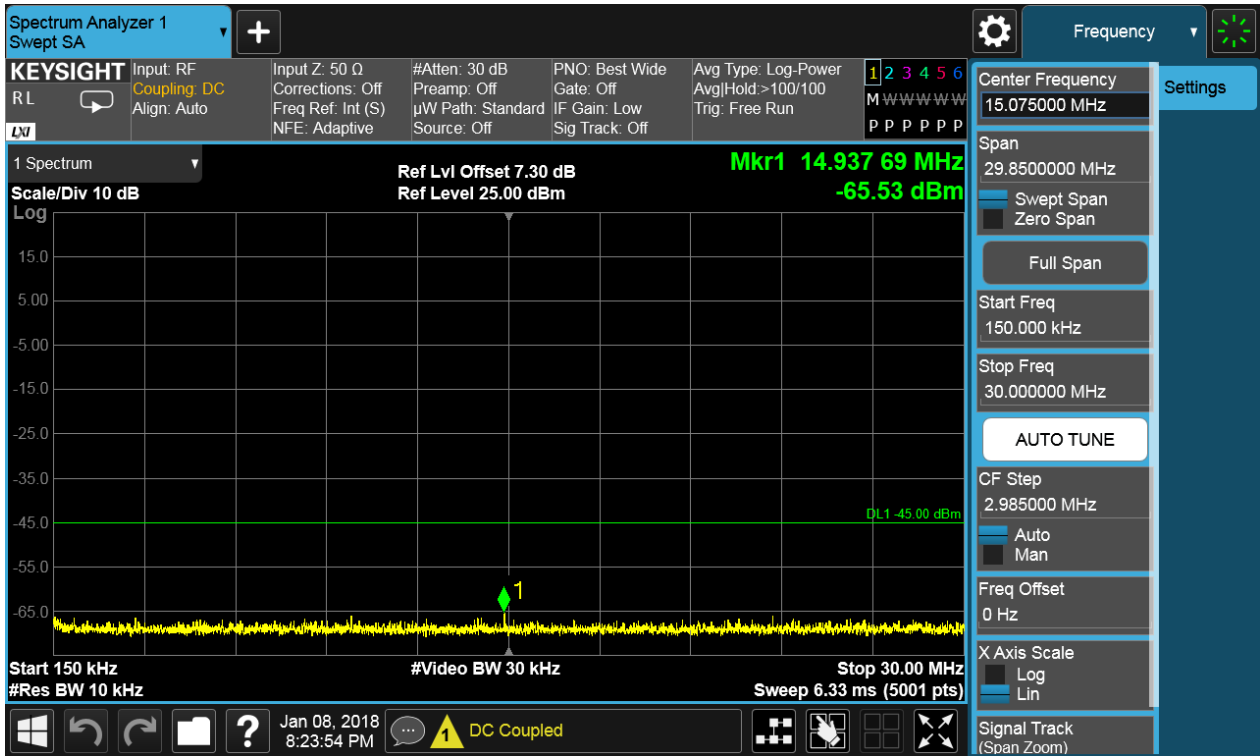 Spectrum Analyzer 1
Swept SA
Frequency
KEYSIGHT
R L
LXI
Input: RF
Coupling: DC
Align: Auto
Input Z: 50 Ω
Corrections: Off
Freq Ref: Int (S)
NFE: Adaptive
#Atten: 30 dB
Preamp: Off
µW Path: Standard
Source: Off
PNO: Best Wide
Gate: Off
IF Gain: Low
Sig Track: Off
Avg Type: Log-Power
Avg|Hold:>100/100
Trig: Free Run
1 2 3 4 5 6
M W W W W W
P P P P P P
1 Spectrum
Scale/Div 10 dB
Log
Ref Lvl Offset 7.30 dB
Ref Level 25.00 dBm
Mkr1 14.937 69 MHz
-65.53 dBm
15.0
5.00
-5.00
-15.0
-25.0
-35.0
-45.0
-55.0
-65.0
DL1 -45.00 dBm
1
Start 150 kHz
#Res BW 10 kHz
#Video BW 30 kHz
Stop 30.00 MHz
Sweep 6.33 ms (5001 pts)
Center Frequency
15.075000 MHz
Span
29.8500000 MHz
Swept Span
Zero Span
Full Span
Start Freq
150.000 kHz
Stop Freq
30.000000 MHz
AUTO TUNE
CF Step
2.985000 MHz
Auto
Man
Freq Offset
0 Hz
X Axis Scale
Log
Lin
Signal Track
(Span Zoom)
Settings
?
Jan 08, 2018
8:23:54 PM
1
DC Coupled